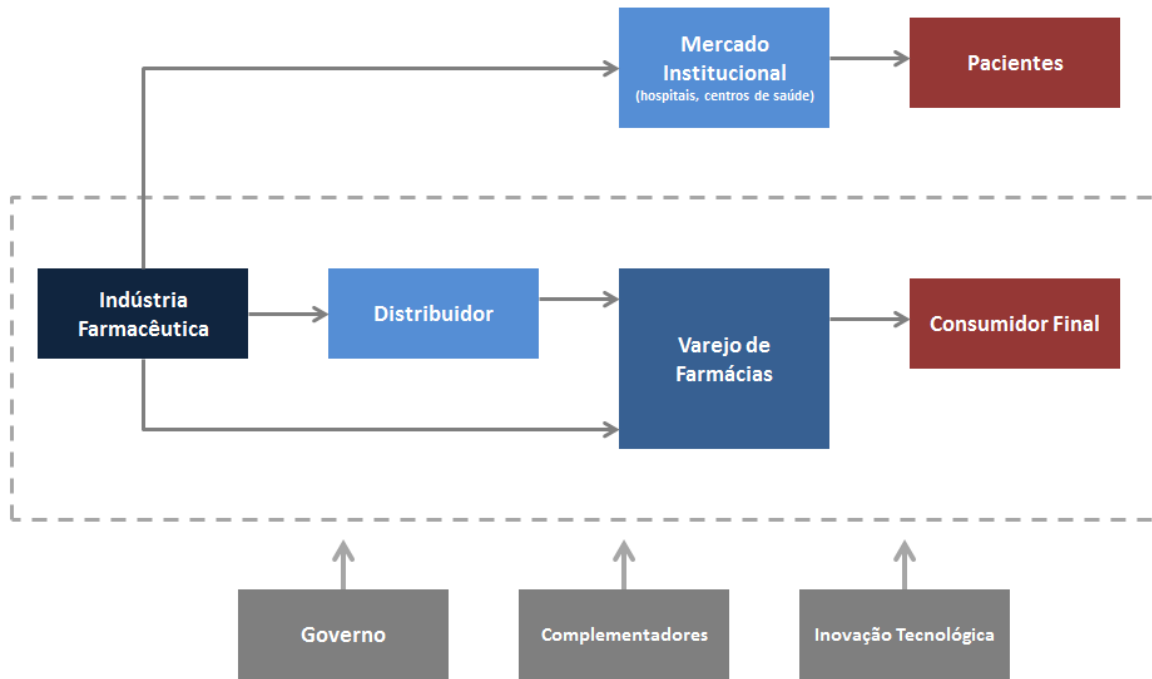 Mercado
Institucional
(hospitais, centros de saúde)
Pacientes
Indústria
Farmacêutica
Distribuidor
Varejo de
Farmácias
Consumidor Final
Governo
Complementadores
Inovação Tecnológica